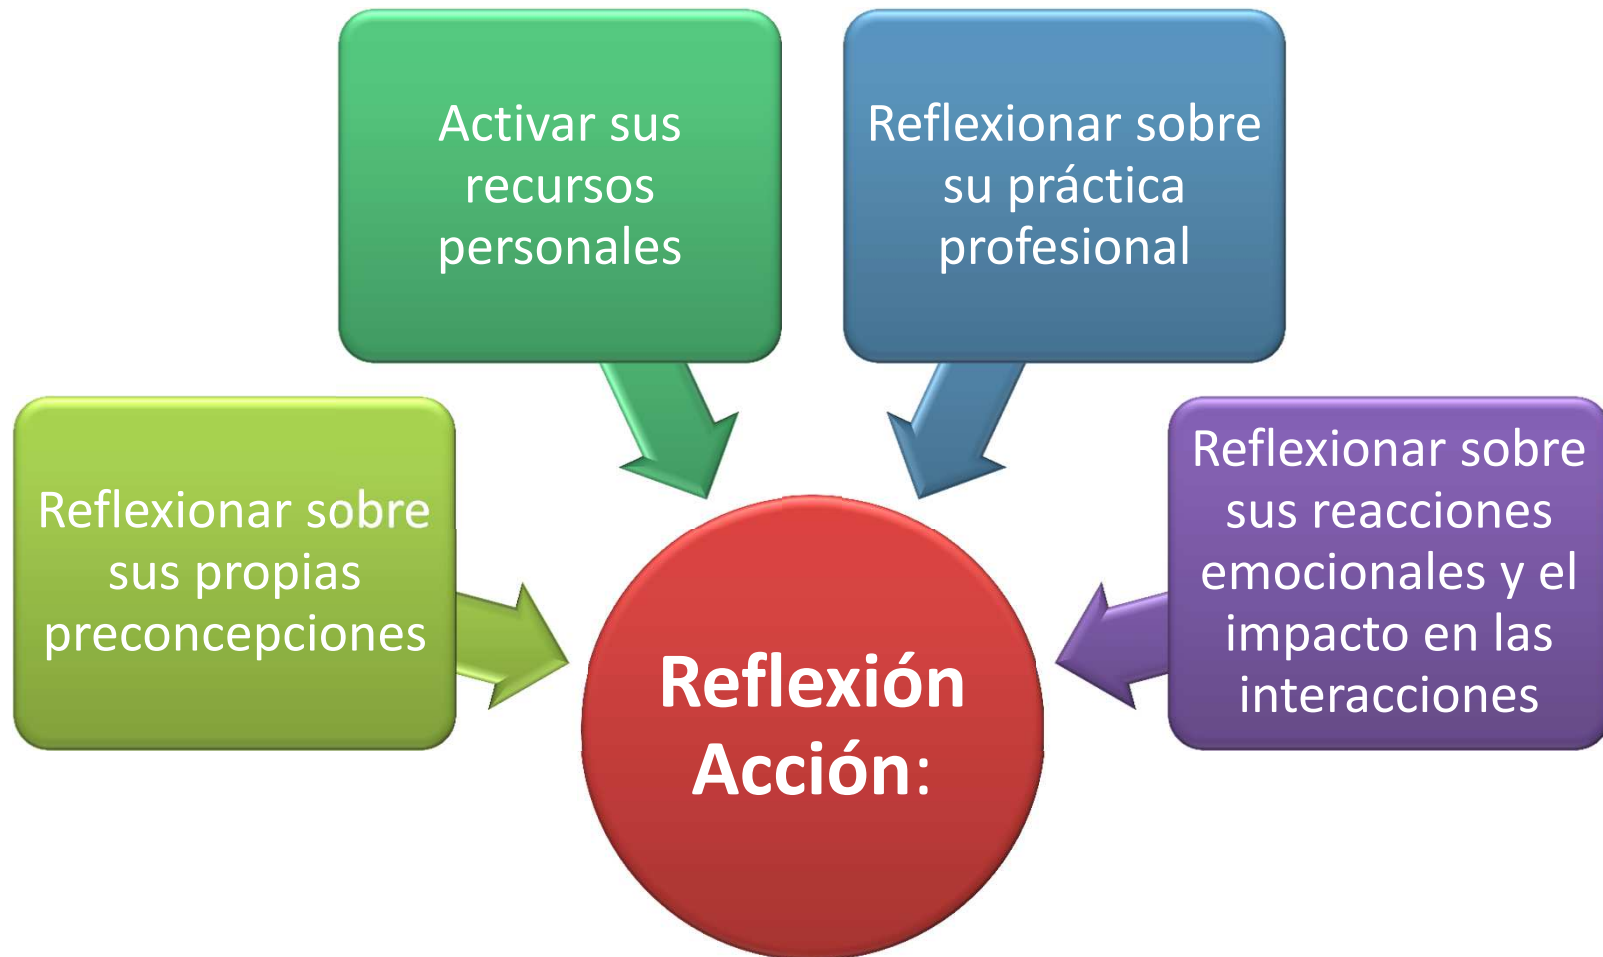 Activar sus
recursos
personales
Reflexionar sobre
su práctica
profesional
Reflexionar sobre
sus propias
preconcepciones
Reflexionar sobre
sus reacciones
emocionales y el
impacto en las
interacciones
Reflexión
Acción: